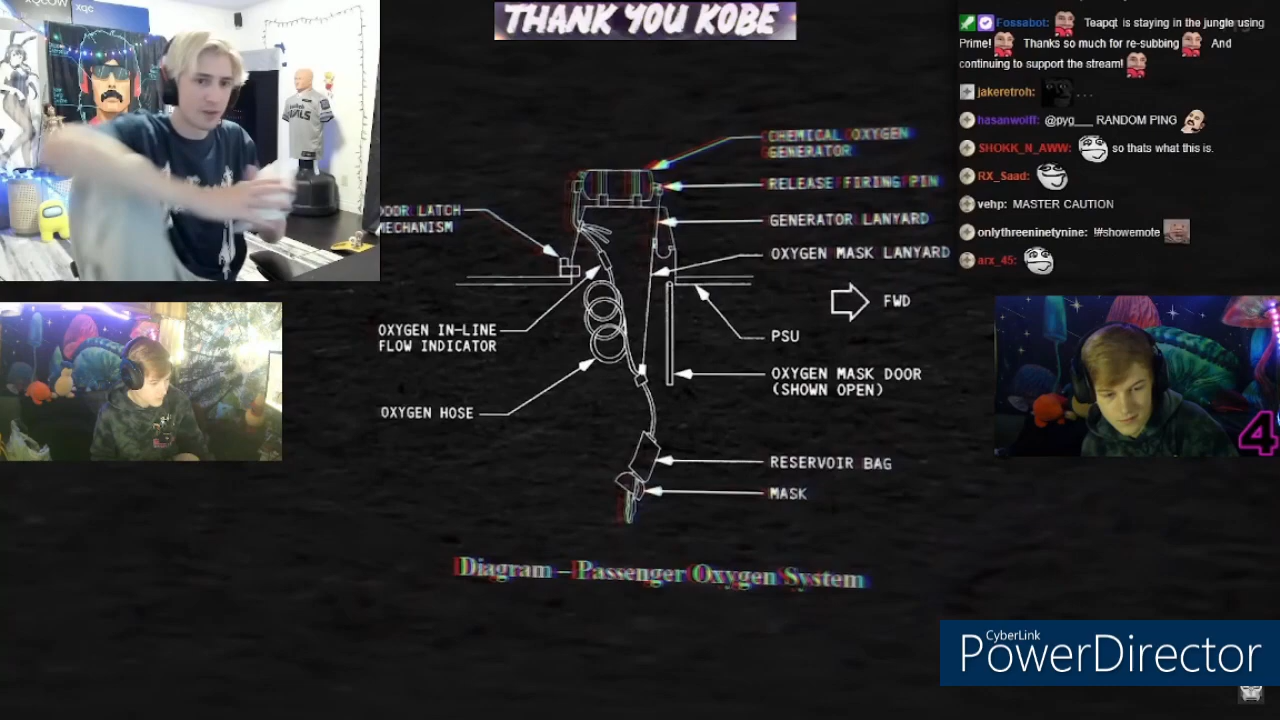 xQcOW xqc
THANK YOU KOBE
Fossabot: Teapqt is staying in the jungle using
Prime! Thanks so much for re-subbing And
continuing to support the stream!
jakeretroh: . . .
hasanwolff: @pyg___ RANDOM PING
SHOKK_N_AWW: so thats what this is.
RX_Saad:
vehp: MASTER CAUTION
onlythreeninetynine: !#showemote
arx_45:
CHEMICAL OXYGEN
GENERATOR
RELEASE FIRING PIN
DOOR LATCH
MECHANISM
GENERATOR LANYARD
OXYGEN MASK LANYARD
FWD
OXYGEN IN-LINE
FLOW INDICATOR
PSU
OXYGEN MASK DOOR
(SHOWN OPEN)
OXYGEN HOSE
4
RESERVOIR BAG
MASK
Diagram – Passenger Oxygen System
CyberLink
PowerDirector